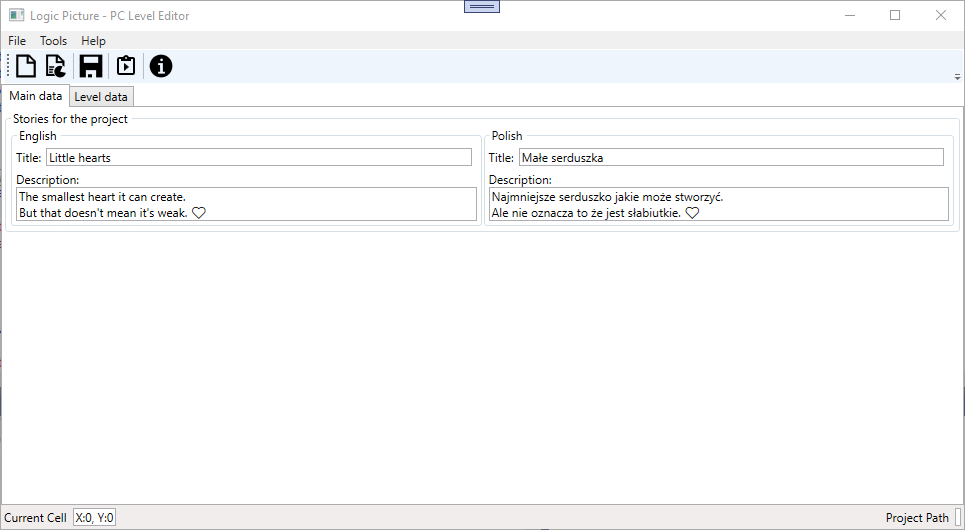 Logic Picture - PC Level Editor
File Tools Help
Main data Level data
Stories for the project
English
Title: Little hearts
Description:
The smallest heart it can create.
But that doesn't mean it's weak. ♡
Polish
Title: Małe serduszka
Description:
Najmniejsze serduszko jakie może stworzyć.
Ale nie oznacza to że jest słabiutkie. ♡
Current Cell X:0, Y:0 Project Path